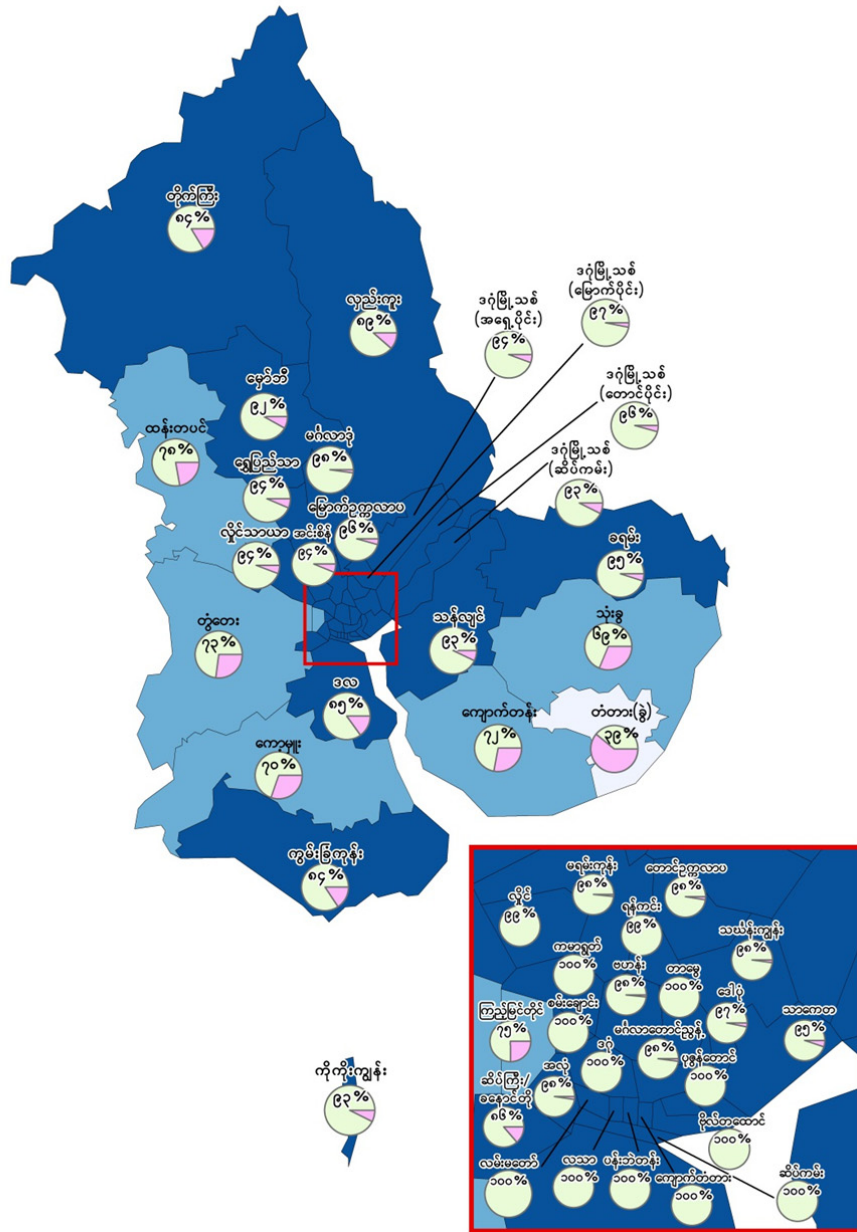 တိုက်ကြီး
၈၄%
လှည်းကူး
၈၉%
ဒဂုံမြို့သစ်
(အရှေ့ပိုင်း)
၉၄%
ဒဂုံမြို့သစ်
(မြောက်ပိုင်း)
၉၇%
ဒဂုံမြို့သစ်
(တောင်ပိုင်း)
၉၆%
ဒဂုံမြို့သစ်
(ဆိပ်ကမ်း)
၉၃%
မှော်ဘီ
၉၂%
ထန်းတပင်
၇၈%
မင်္ဂလာဒုံ
၉၈%
ရွှေပြည်သာ
၉၄%
မြောက်ဥက္ကလာပ
၉၆%
လှိုင်သာယာ
၉၄%
အင်းစိန်
၉၄%
ခရမ်း
၉၅%
တွံတေး
၇၃%
သန်လျင်
၉၃%
သုံးခွ
၆၉%
ဒလ
၈၅%
ကျောက်တန်း
၇၂%
တံတား(ခွဲ)
၃၉%
ကော့မှူး
၇၀%
ကွမ်းခြံကုန်း
၈၄%
ကိုကိုးကျွန်း
၉၃%
မရမ်းကုန်း
၉၈%
တောင်ဥက္ကလာပ
၉၈%
လှိုင်
၉၉%
ရန်ကင်း
၉၉%
သင်္ဃန်းကျွန်း
၉၈%
ကမာရွတ်
၁၀၀%
ဗဟန်း
၉၈%
တာမွေ
၁၀၀%
ဒေါပုံ
၉၇%
သာကေတ
၉၅%
ကြည့်မြင်တိုင်
၇၅%
စမ်းချောင်း
၁၀၀%
မင်္ဂလာတောင်ညွန့်
၉၈%
ဒဂုံ
၁၀၀%
ပုဇွန်တောင်
၁၀၀%
ဆိပ်ကြီး/
ခနောင်တို
၈၆%
အလုံ
၉၈%
ဗိုလ်တထောင်
၁၀၀%
လမ်းမတော်
၁၀၀%
လသာ
၁၀၀%
ပန်းဘဲတန်း
၁၀၀%
ကျောက်တံတား
၁၀၀%
ဆိပ်ကမ်း
၁၀၀%